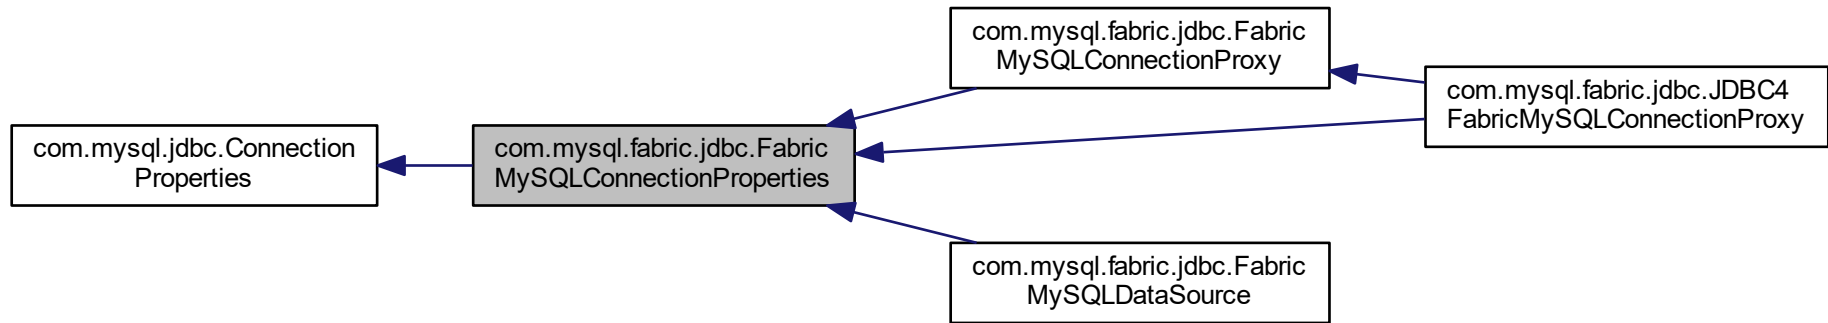 com.mysql.jdbc.Connection
Properties
com.mysql.fabric.jdbc.Fabric
MySQLConnectionProperties
com.mysql.fabric.jdbc.Fabric
MySQLConnectionProxy
com.mysql.fabric.jdbc.JDBC4
FabricMySQLConnectionProxy
com.mysql.fabric.jdbc.Fabric
MySQLDataSource